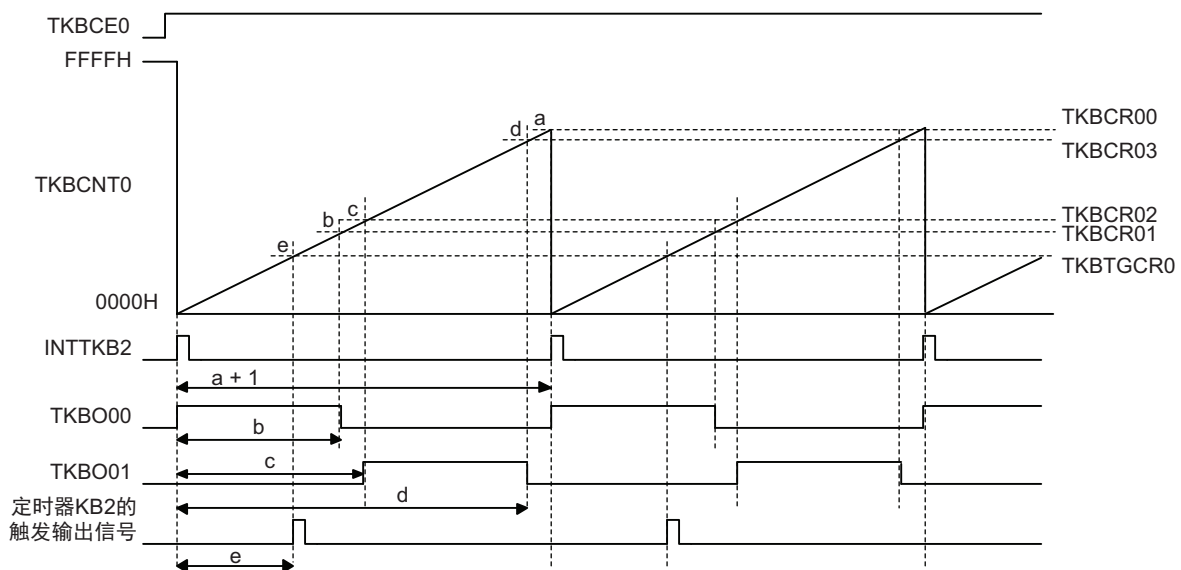 TKBCE0
FFFFH
a
TKBCR00
d
TKBCR03
TKBCNT0
c
TKBCR02
b
TKBCR01
e
TKBTGCR0
0000H
INTTKB2
a + 1
TKBO00
b
TKBO01
c
定时器KB2的
触发输出信号
d
e